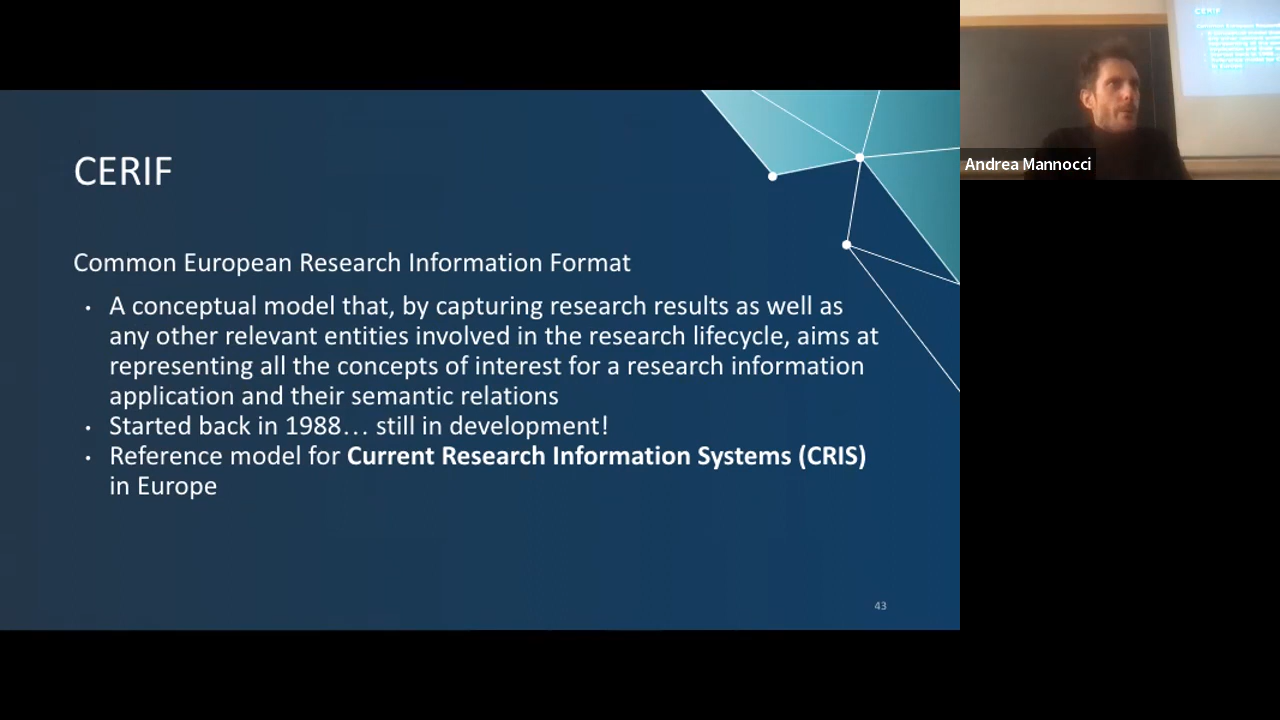 CERIF
Common European Research Information Format
• A conceptual model that, by capturing research results as well as
any other relevant entities involved in the research lifecycle, aims at
representing all the concepts of interest for a research information
application and their semantic relations
• Started back in 1988… still in development!
• Reference model for Current Research Information Systems (CRIS)
in Europe
43
CERIF
Andrea Mannocci